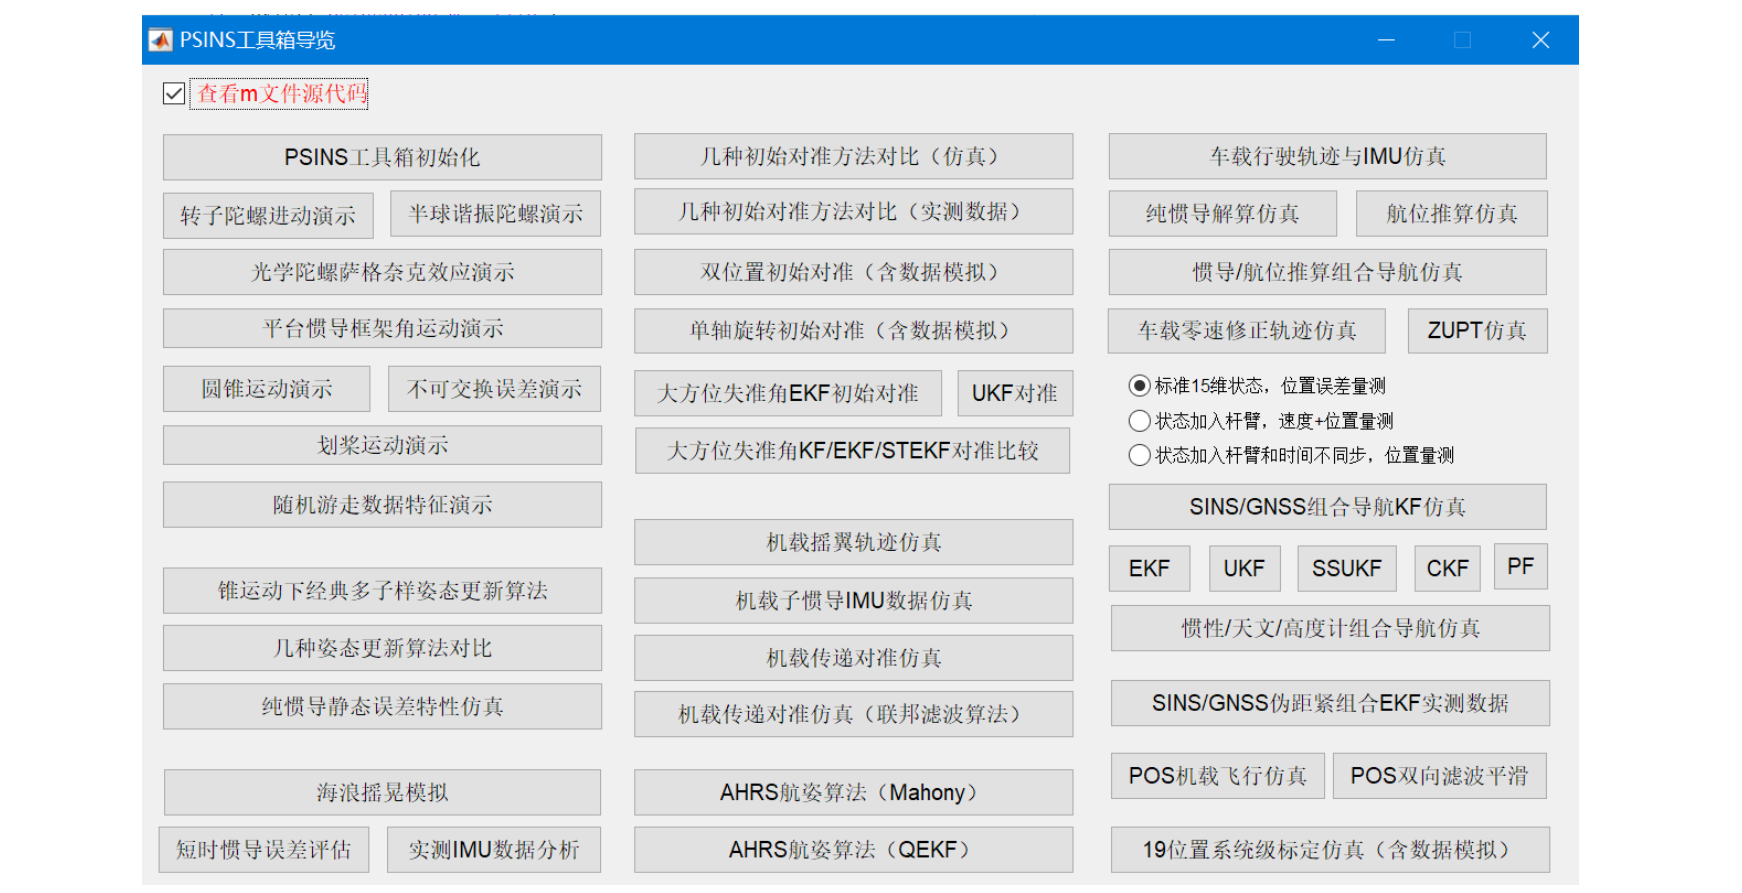 PSINS工具箱导览
查看m文件源代码
PSINS工具箱初始化
转子陀螺进动演示
半球谐振陀螺演示
光学陀螺萨格奈克效应演示
平台惯导框架角运动演示
圆锥运动演示
不可交换误差演示
划桨运动演示
随机游走数据特征演示
锥运动下经典多子样姿态更新算法
几种姿态更新算法对比
纯惯导静态误差特性仿真
海浪摇晃模拟
短时惯导误差评估
实测IMU数据分析
几种初始对准方法对比（仿真）
几种初始对准方法对比（实测数据）
双位置初始对准（含数据模拟）
单轴旋转初始对准（含数据模拟）
大方位失准角EKF初始对准
UKF对准
大方位失准角KF/EKF/STEKF对准比较
机载摇翼轨迹仿真
机载子惯导IMU数据仿真
机载传递对准仿真
机载传递对准仿真（联邦滤波算法）
AHRS航姿算法（Mahony）
AHRS航姿算法（QEKF）
车载行驶轨迹与IMU仿真
纯惯导解算仿真
航位推算仿真
惯导/航位推算组合导航仿真
车载零速修正轨迹仿真
ZUPT仿真
标准15维状态，位置误差量测
状态加入杆臂，速度+位置量测
状态加入杆臂和时间不同步，位置量测
SINS/GNSS组合导航KF仿真
EKF
UKF
SSUKF
CKF
PF
惯性/天文/高度计组合导航仿真
SINS/GNSS伪距紧组合EKF实测数据
POS机载飞行仿真
POS双向滤波平滑
19位置系统级标定仿真（含数据模拟）